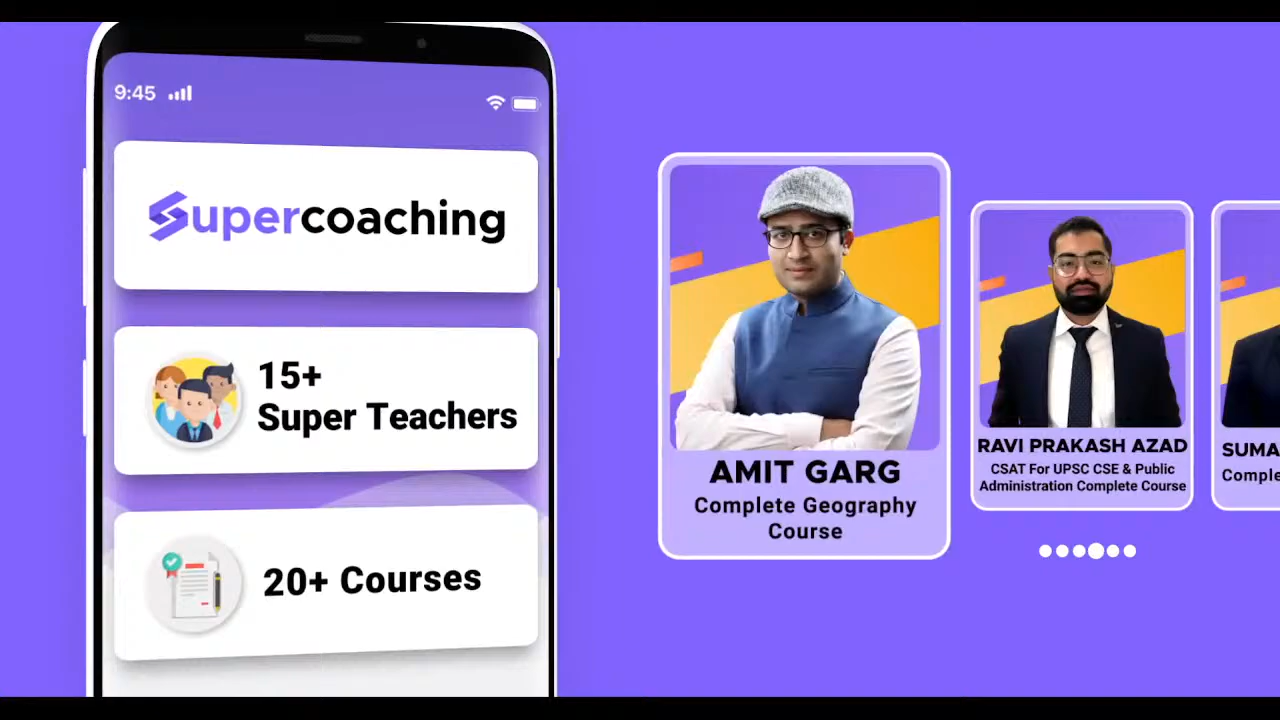 9:45
Supercoaching
15+
Super Teachers
20+ Courses
AMIT GARG
Complete Geography
Course
RAVI PRAKASH AZAD
CSAT For UPSC CSE & Public
Administration Complete Course